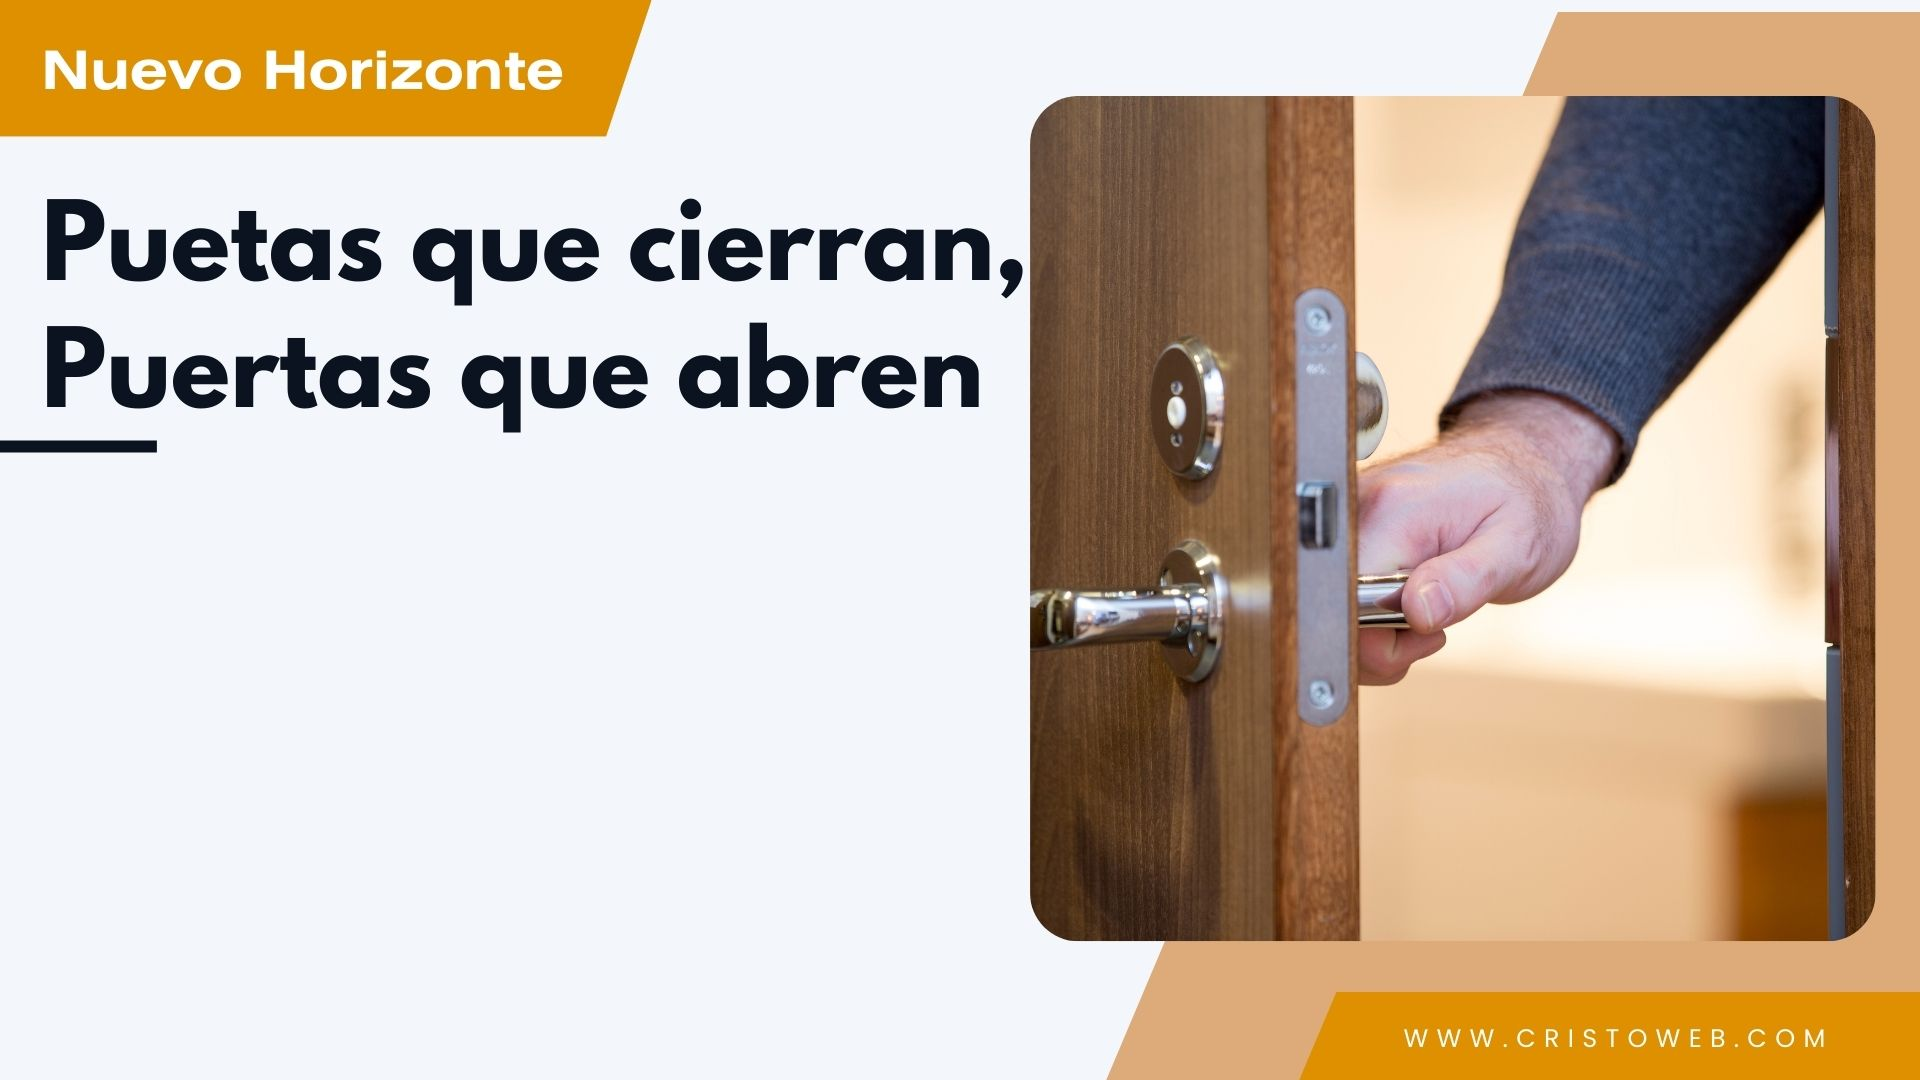 Nuevo Horizonte
Puetas que cierran,
Puertas que abren
WWW.CRISTOWEB.COM